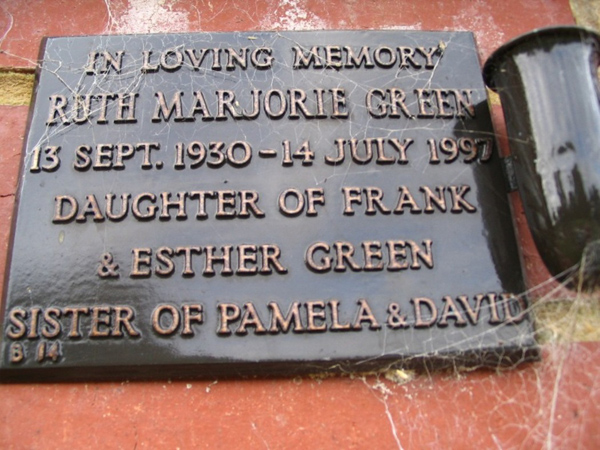 IN LOVING MEMORY
RUTH MARJORIE GREEN
13 SEPT. 1930 - 14 JULY 1997
DAUGHTER OF FRANK
& ESTHER GREEN
SISTER OF PAMELA & DAVID
B 14